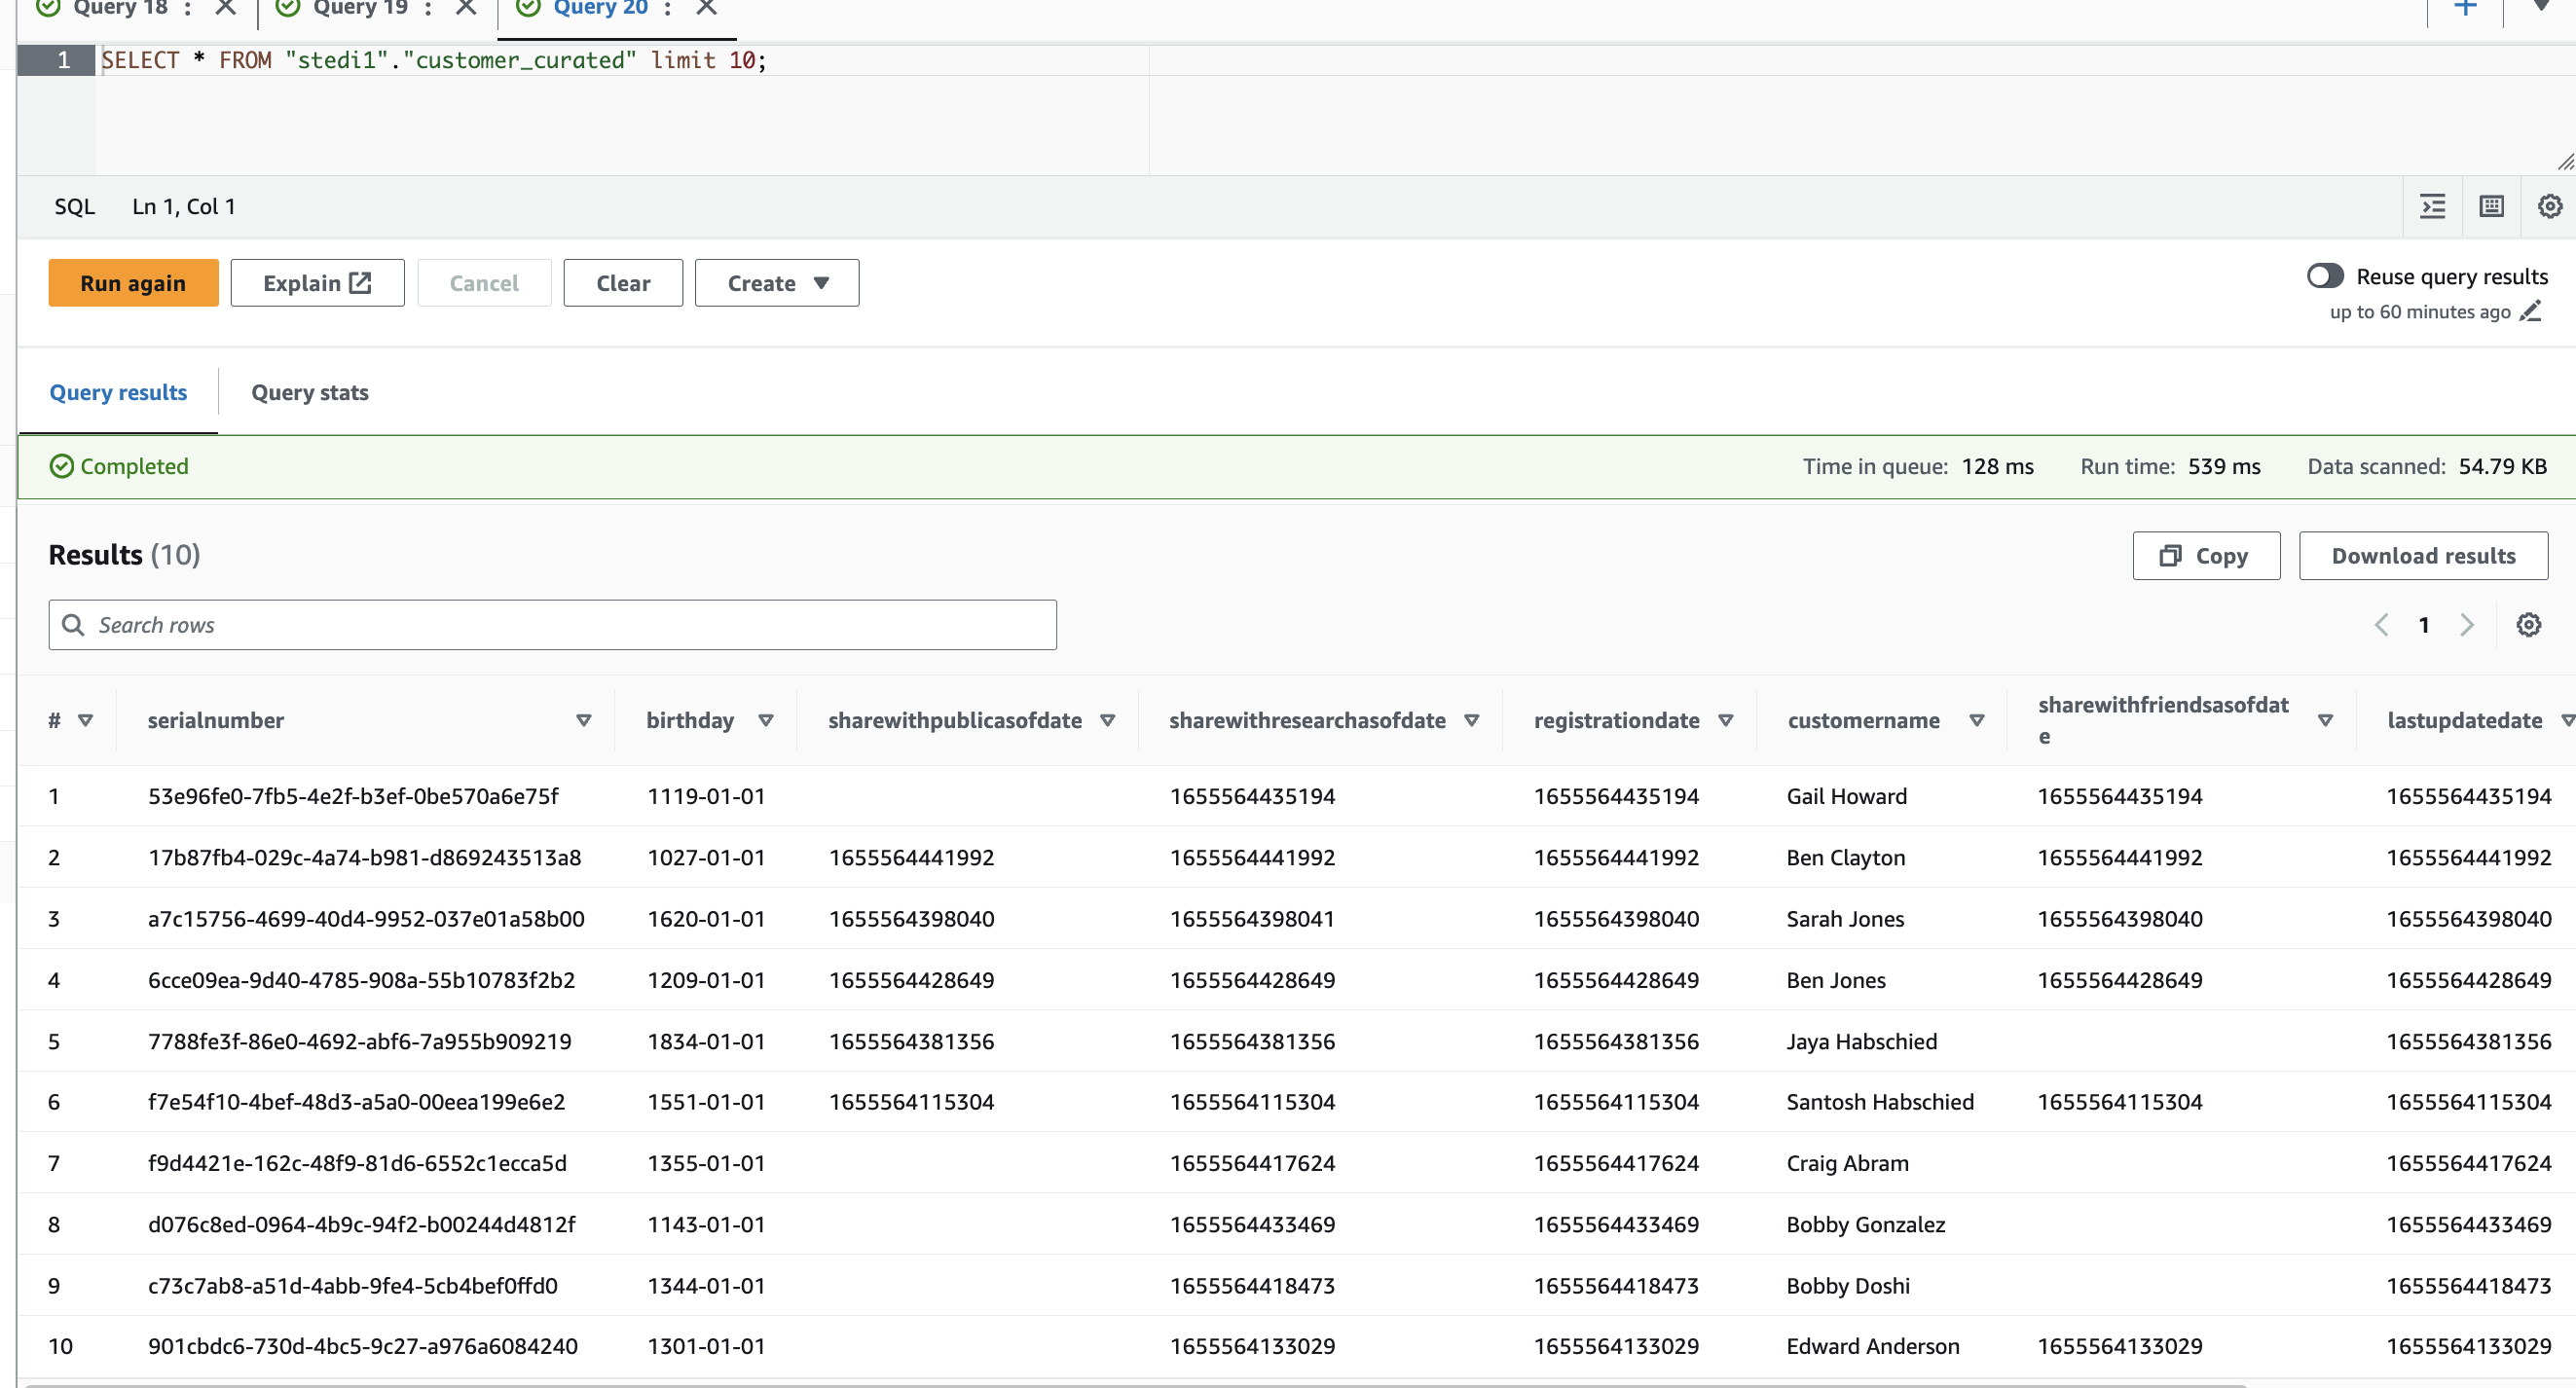 Query 18 : ✕ Query 19 : ✕ Query 20 : ✕ + ▼
1 SELECT * FROM "stedi1"."customer_curated" limit 10;
SQL Ln 1, Col 1
Run again Explain Cancel Clear Create ▼ Reuse query results
up to 60 minutes ago
Query results Query stats
Completed Time in queue: 128 ms Run time: 539 ms Data scanned: 54.79 KB
Results (10) Copy Download results
Search rows < 1 >
# serialnumber birthday sharewithpublicasofdate sharewithresearchasofdate registrationdate customername sharewithfriendsasofdat
e lastupdatedate
1 53e96fe0-7fb5-4e2f-b3ef-0be570a6e75f 1119-01-01 1655564435194 1655564435194 Gail Howard 1655564435194 1655564435194
2 17b87fb4-029c-4a74-b981-d869243513a8 1027-01-01 1655564441992 1655564441992 1655564441992 Ben Clayton 1655564441992 1655564441992
3 a7c15756-4699-40d4-9952-037e01a58b00 1620-01-01 1655564398040 1655564398041 1655564398040 Sarah Jones 1655564398040 1655564398040
4 6cce09ea-9d40-4785-908a-55b10783f2b2 1209-01-01 1655564428649 1655564428649 1655564428649 Ben Jones 1655564428649 1655564428649
5 7788fe3f-86e0-4692-abf6-7a955b909219 1834-01-01 1655564381356 1655564381356 1655564381356 Jaya Habschied 1655564381356
6 f7e54f10-4bef-48d3-a5a0-00eea199e6e2 1551-01-01 1655564115304 1655564115304 1655564115304 Santosh Habschied 1655564115304 1655564115304
7 f9d4421e-162c-48f9-81d6-6552c1ecca5d 1355-01-01 1655564417624 1655564417624 Craig Abram 1655564417624
8 d076c8ed-0964-4b9c-94f2-b00244d4812f 1143-01-01 1655564433469 1655564433469 Bobby Gonzalez 1655564433469
9 c73c7ab8-a51d-4abb-9fe4-5cb4bef0ffd0 1344-01-01 1655564418473 1655564418473 Bobby Doshi 1655564418473
10 901cbdc6-730d-4bc5-9c27-a976a6084240 1301-01-01 1655564133029 1655564133029 Edward Anderson 1655564133029 1655564133029